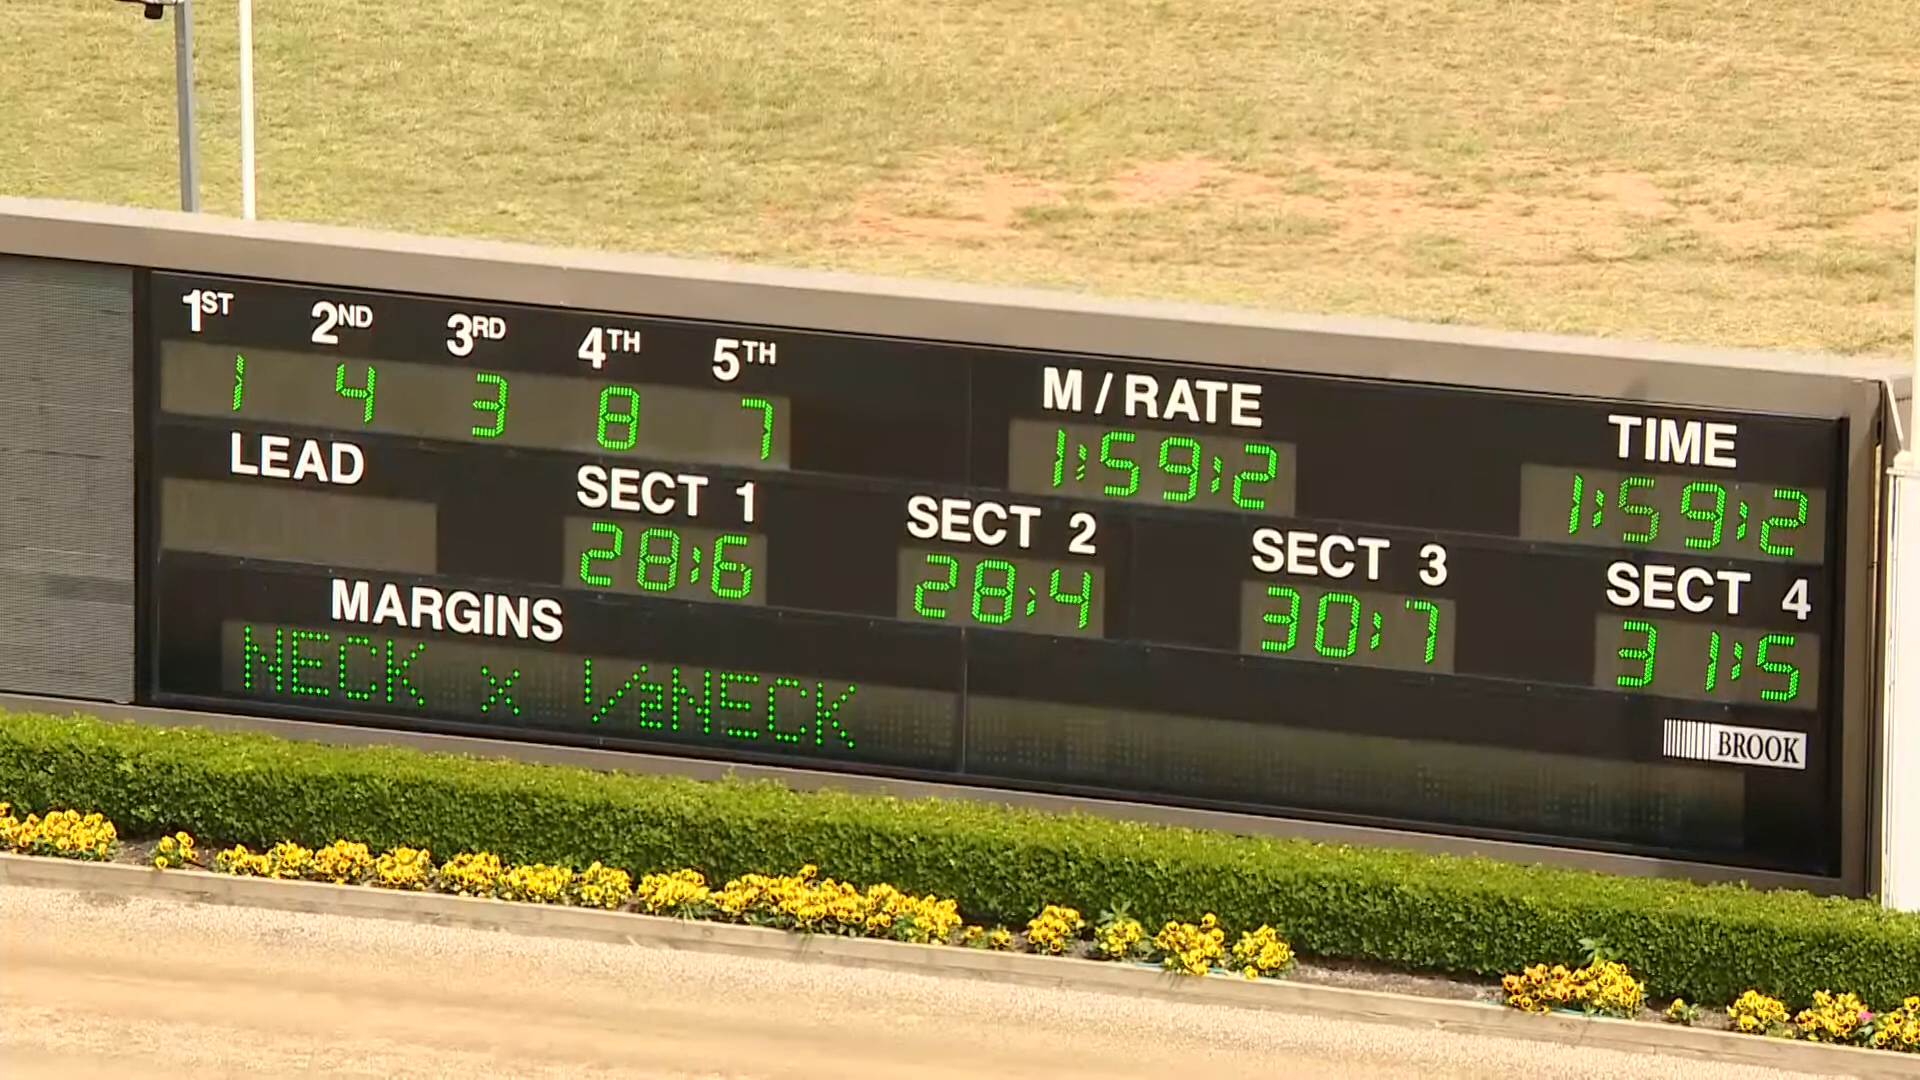 1ST 2ND 3RD 4TH 5TH
1 4 3 8 7
M/RATE
1:59:2
TIME
1:59:2
LEAD
SECT 1 SECT 2 SECT 3 SECT 4
28:6 28:4 30:7 31:5
MARGINS
NECK x 1/2NECK
BROOK